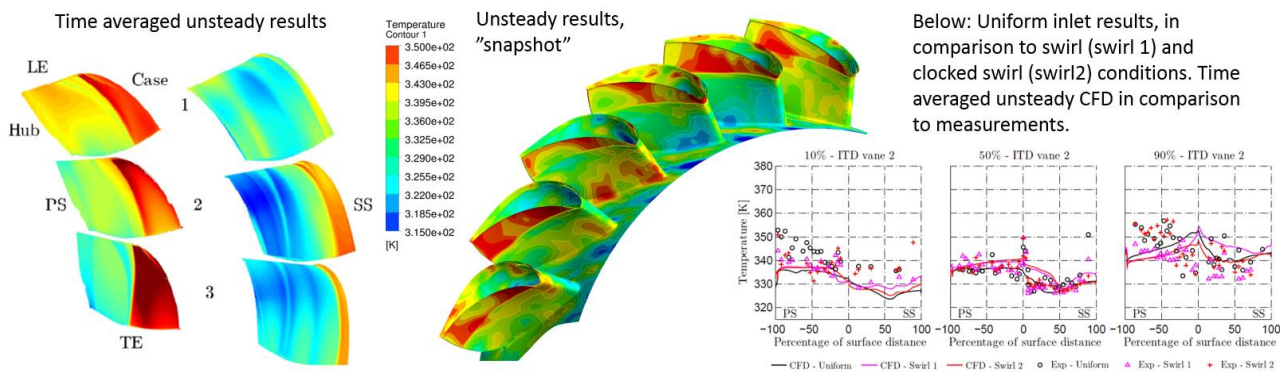 Time averaged unsteady results
LE
Case
Hub
1
PS
2
SS
3
TE
Temperature
Contour 1
3.500e+02
3.465e+02
3.430e+02
3.395e+02
3.360e+02
3.325e+02
3.290e+02
3.255e+02
3.220e+02
3.185e+02
3.150e+02
[K]
Unsteady results,
”snapshot”
Below: Uniform inlet results, in
comparison to swirl (swirl 1) and
clocked swirl (swirl2) conditions. Time
averaged unsteady CFD in comparison
to measurements.
10% - ITD vane 2
50% - ITD vane 2
90% - ITD vane 2
Temperature [K]
380
370
360
350
340
330
320
PS
SS
PS
SS
PS
SS
−100 −50 0 50 100
−100 −50 0 50 100
−100 −50 0 50 100
Percentage of surface distance
Percentage of surface distance
Percentage of surface distance
CFD - Uniform
CFD - Swirl 1
CFD - Swirl 2
Exp - Uniform
Exp - Swirl 1
Exp - Swirl 2